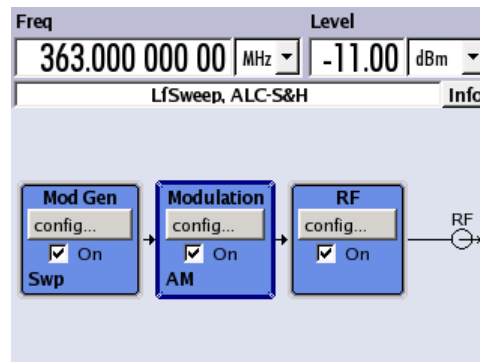 Freq Level
363.000 000 00 MHz -11.00 dBm
LfSweep, ALC-S&H Info
Mod Gen Modulation RF
config... config... config...
On On On
RF
Swp AM